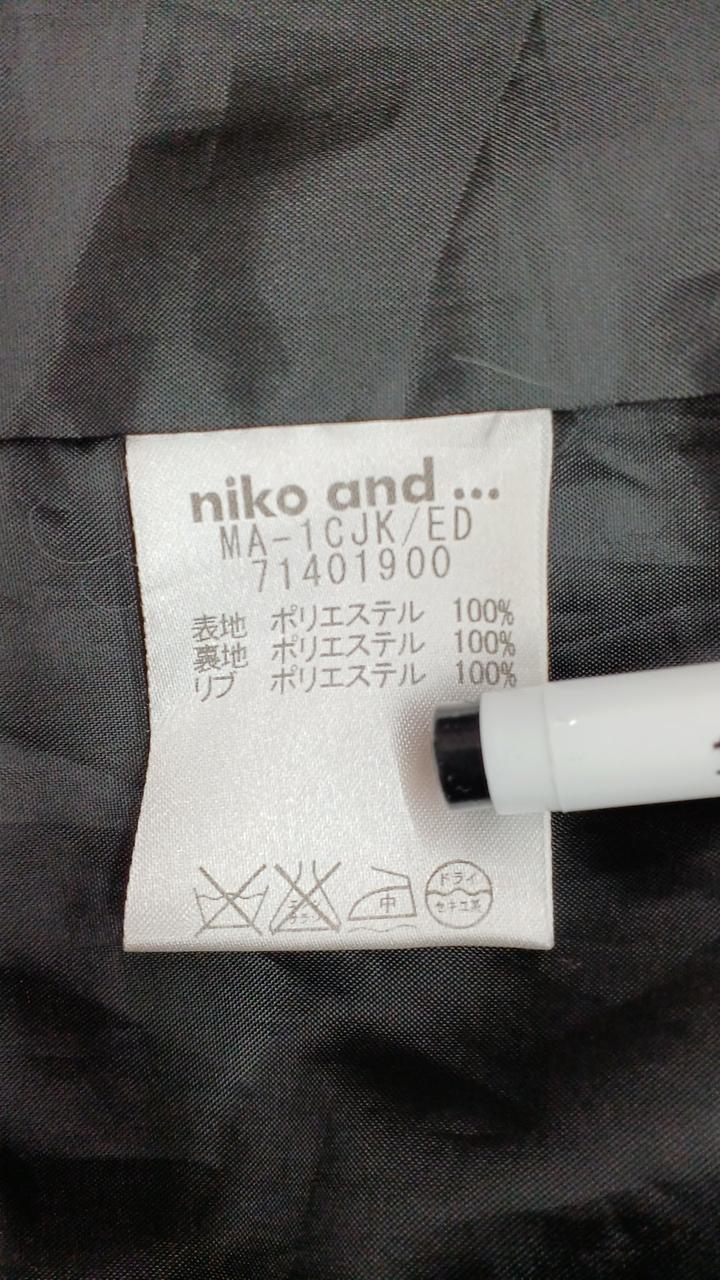 niko and ...
MA-1CJK/ED
71401900
表地 ポリエステル 100%
裏地 ポリエステル 100%
リブ ポリエステル 100%
中
ドライ
セキユ系